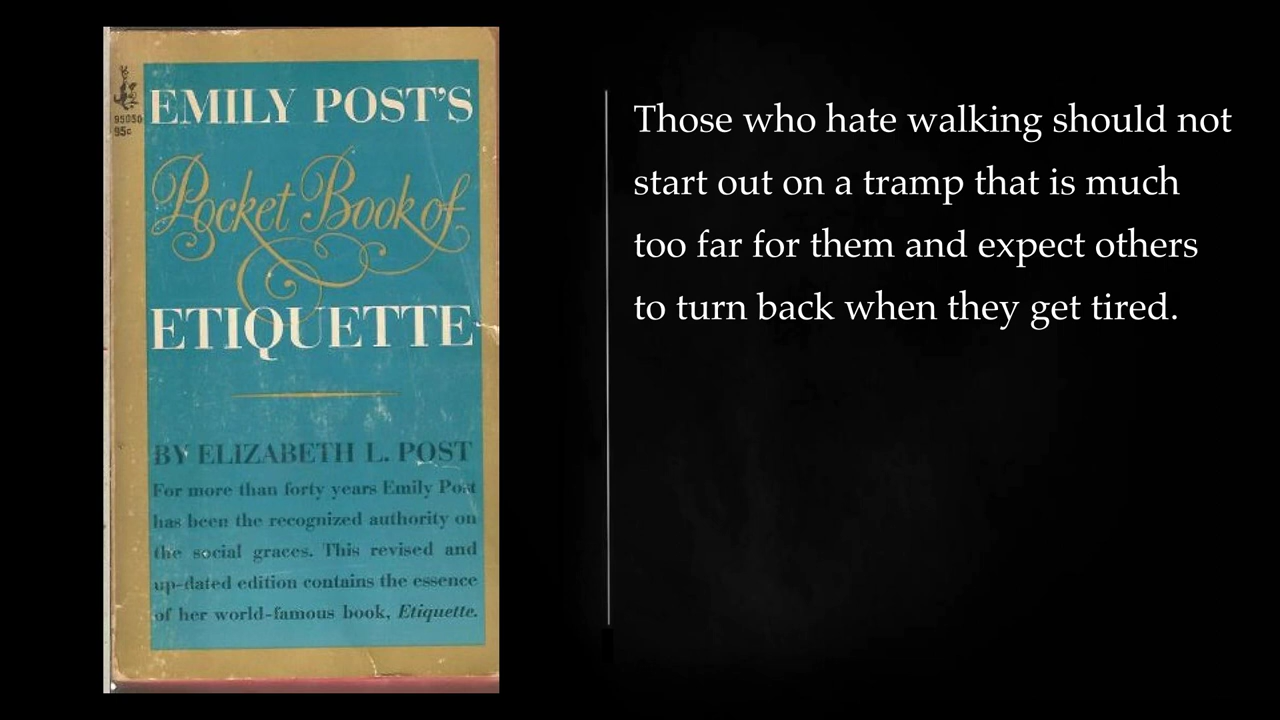 95050
95c
EMILY POST'S
Pocket Book of
ETIQUETTE
BY ELIZABETH L. POST
For more than forty years Emily Post
has been the recognized authority on
the social graces. This revised and
up-dated edition contains the essence
of her world-famous book, Etiquette.
Those who hate walking should not
start out on a tramp that is much
too far for them and expect others
to turn back when they get tired.